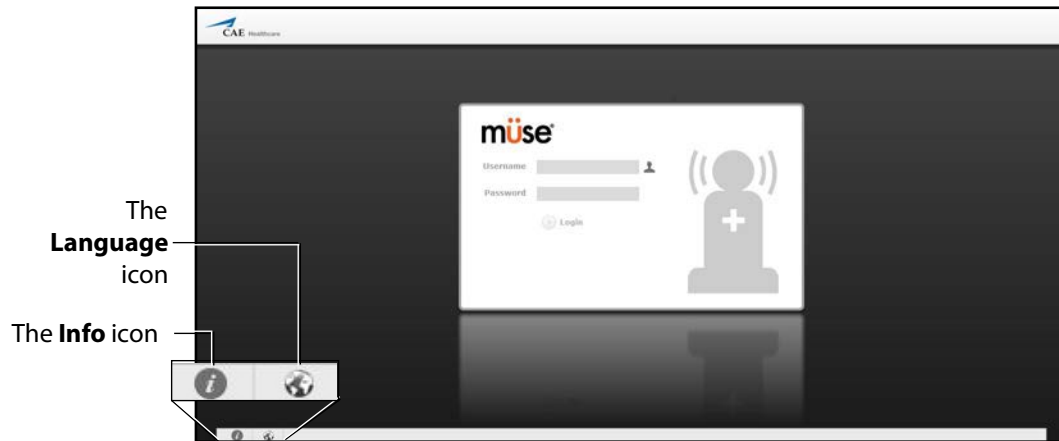 CAE Healthcare
müse®
Username
Password
Login
The
Language
icon
The Info icon